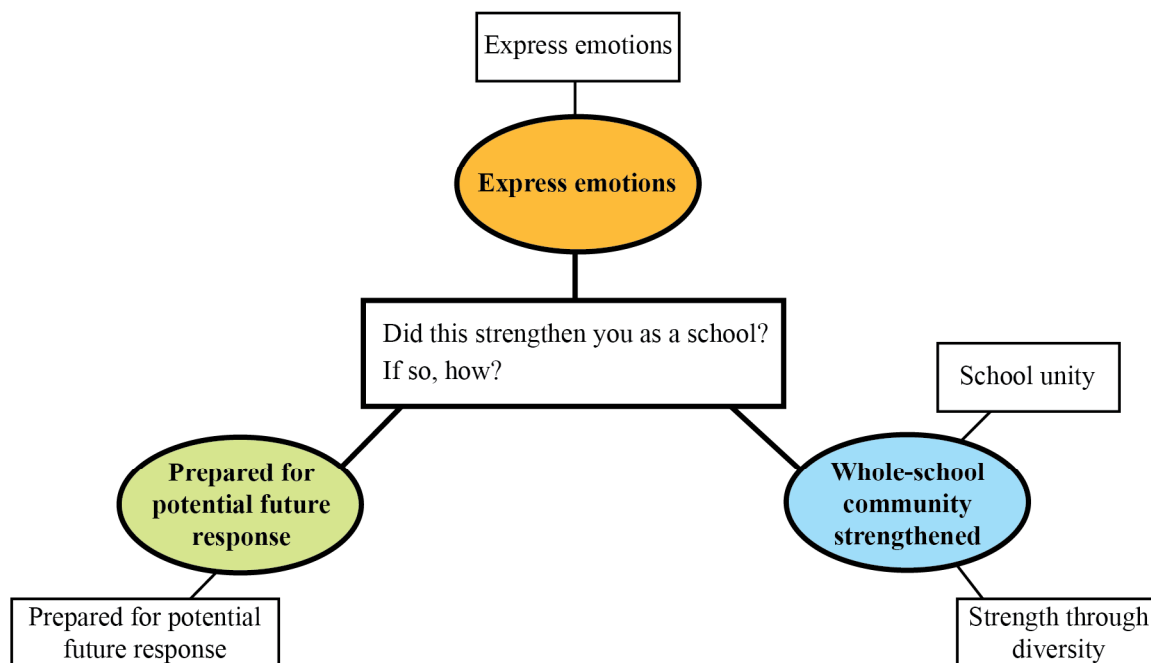 Express emotions
Express emotions
Did this strengthen you as a school?
If so, how?
School unity
Prepared for
potential future
response
Whole-school
community
strengthened
Prepared for potential
future response
Strength through
diversity